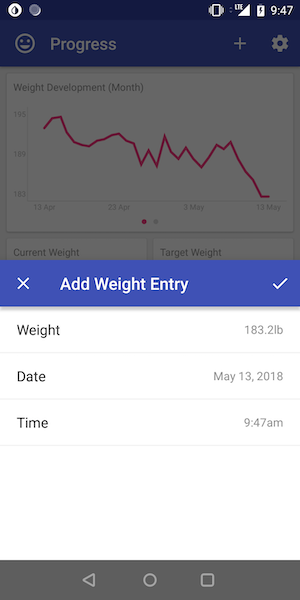 LTE 9:47
Progress
Weight Development (Month)
195
189
183
13 Apr 23 Apr 3 May 13 May
Current Weight Target Weight
Add Weight Entry
Weight 183.2lb
Date May 13, 2018
Time 9:47am